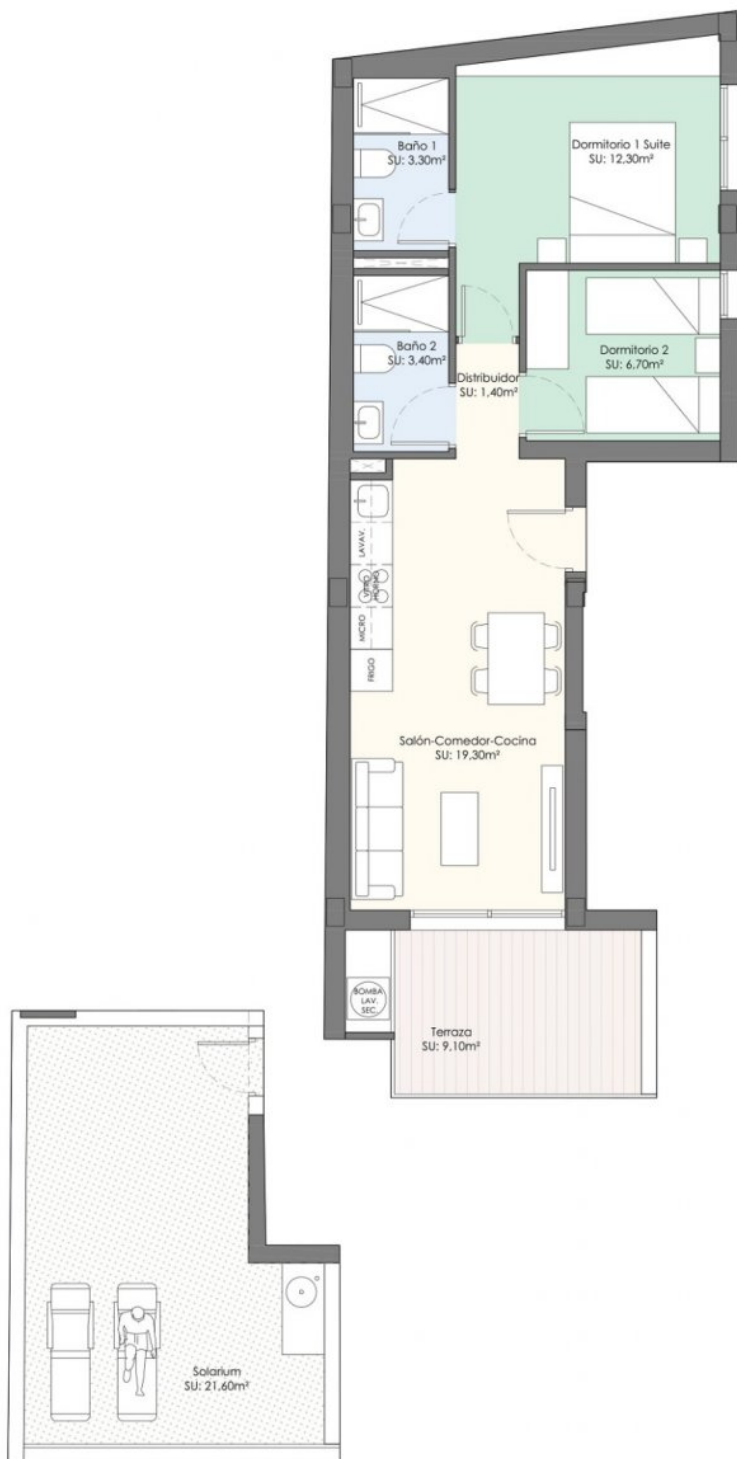 Baño 1
SU: 3,30m²
Dormitorio 1 Suite
SU: 12,30m²
Baño 2
SU: 3,40m²
Dormitorio 2
SU: 6,70m²
Distribuidor
SU: 1,40m²
LAVAV.
VITRO
HORNO
MICRO
FRIGO
Salón-Comedor-Cocina
SU: 19,30m²
BOMBA
LAV.
SEC.
Terraza
SU: 9,10m²
Solarium
SU: 21,60m²